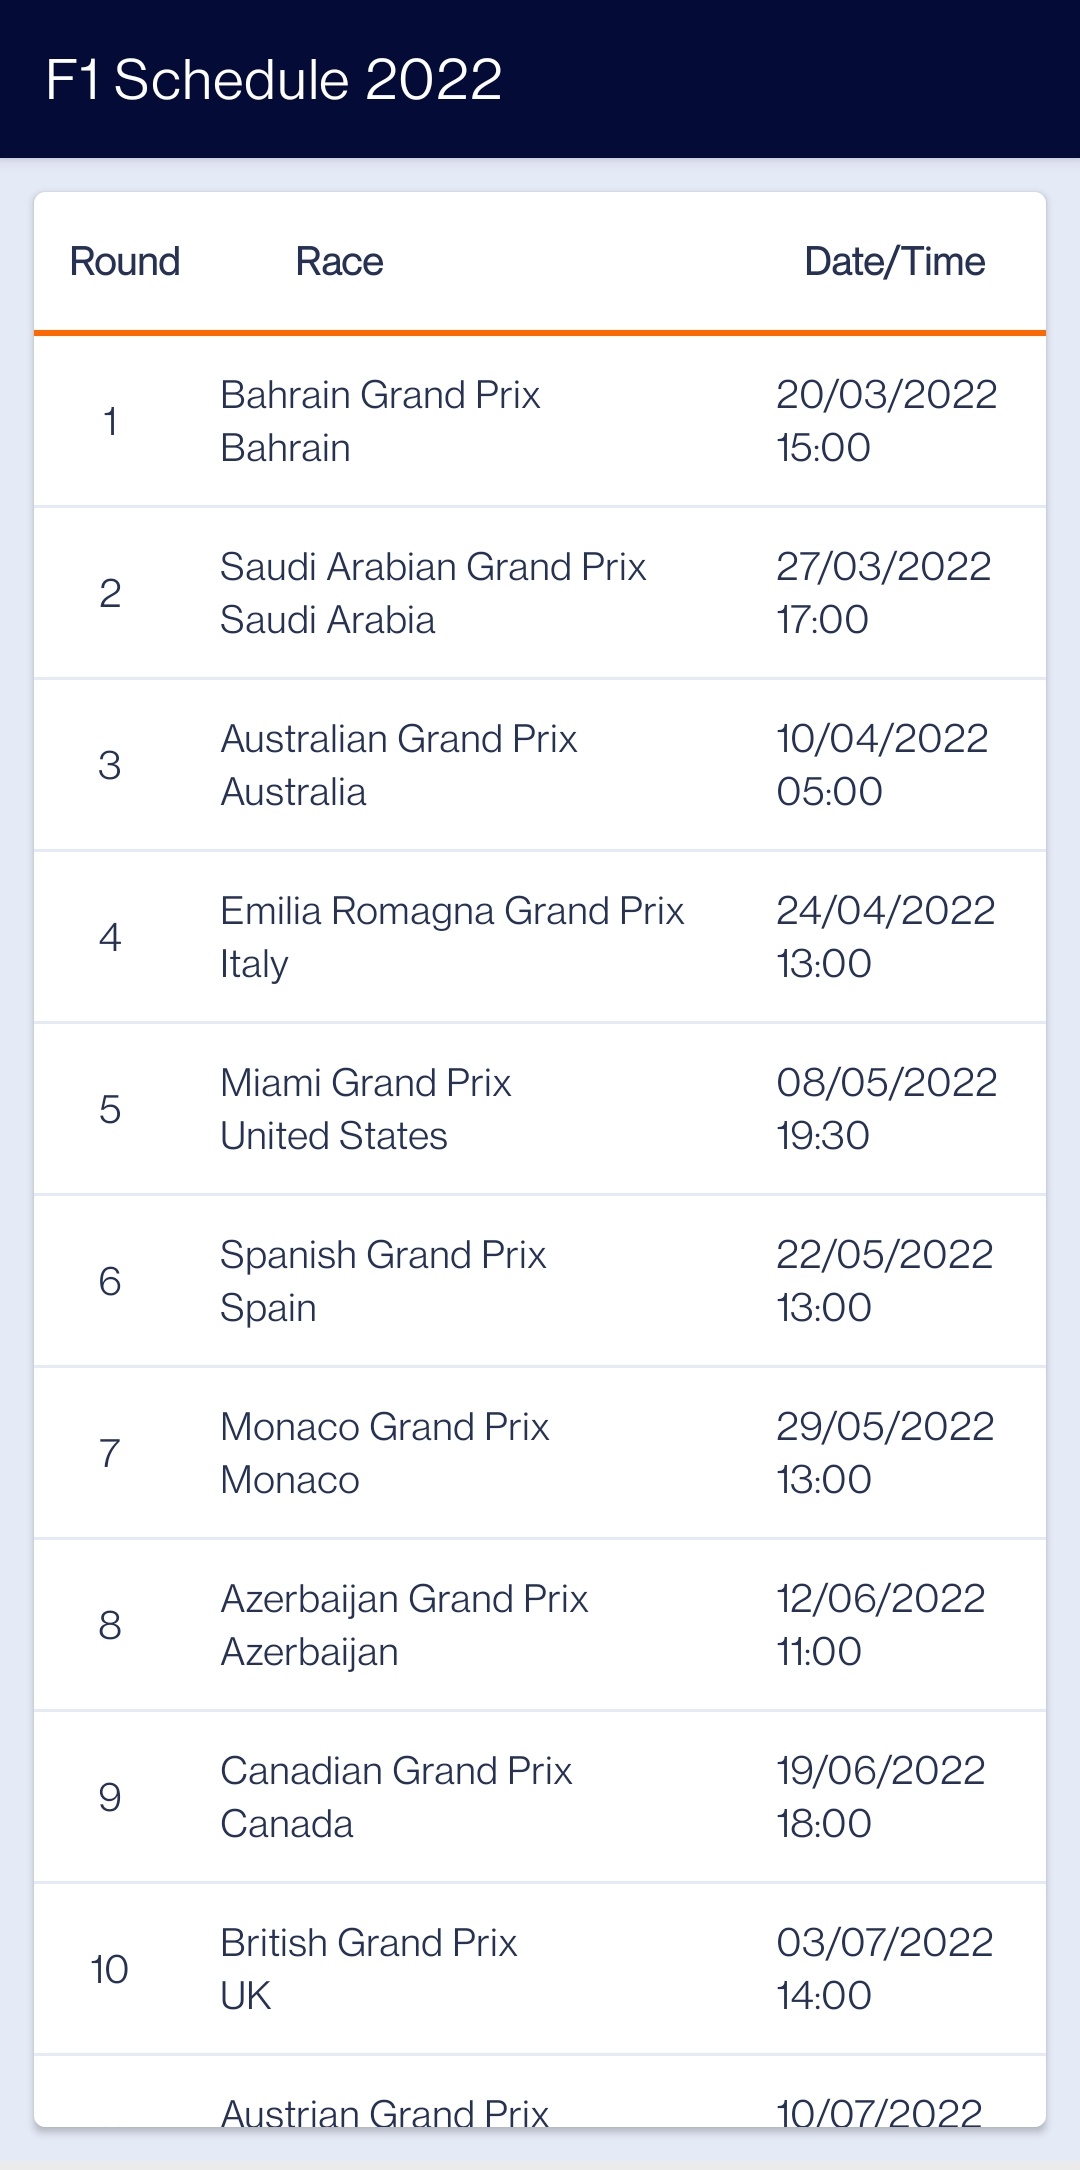 F1 Schedule 2022
Round Race Date/Time
1
Bahrain Grand Prix 20/03/2022
Bahrain 15:00
2
Saudi Arabian Grand Prix 27/03/2022
Saudi Arabia 17:00
3
Australian Grand Prix 10/04/2022
Australia 05:00
4
Emilia Romagna Grand Prix 24/04/2022
Italy 13:00
5
Miami Grand Prix 08/05/2022
United States 19:30
6
Spanish Grand Prix 22/05/2022
Spain 13:00
7
Monaco Grand Prix 29/05/2022
Monaco 13:00
8
Azerbaijan Grand Prix 12/06/2022
Azerbaijan 11:00
9
Canadian Grand Prix 19/06/2022
Canada 18:00
10
British Grand Prix 03/07/2022
UK 14:00
Austrian Grand Prix 10/07/2022